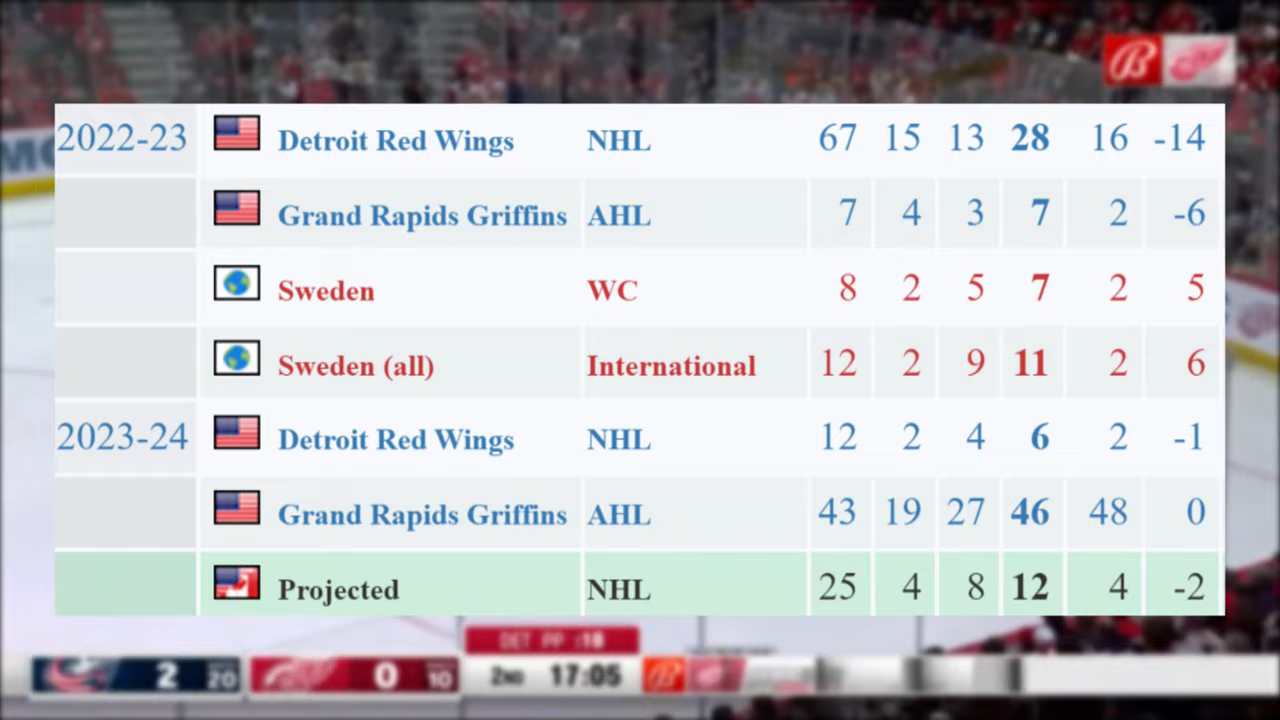 B
2022-23 Detroit Red Wings NHL 67 15 13 28 16 -14
Grand Rapids Griffins AHL 7 4 3 7 2 -6
Sweden WC 8 2 5 7 2 5
Sweden (all) International 12 2 9 11 2 6
2023-24 Detroit Red Wings NHL 12 2 4 6 2 -1
Grand Rapids Griffins AHL 43 19 27 46 48 0
Projected NHL 25 4 8 12 4 -2
DET PP :18
2 20 0 10 2ND 17:05 B